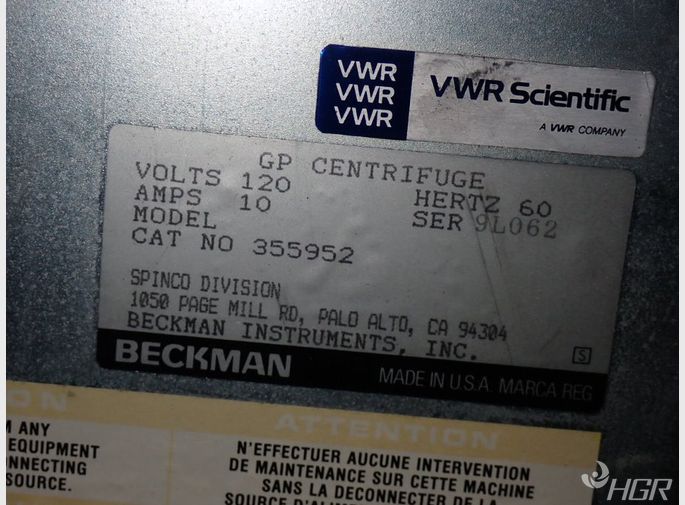 VWR
VWR
VWR
VWR Scientific
A VWR COMPANY
GP CENTRIFUGE
VOLTS 120 HERTZ 60
AMPS 10 SER 9L062
MODEL
CAT NO 355952
SPINCO DIVISION
1050 PAGE MILL RD, PALO ALTO, CA 94304
BECKMAN INSTRUMENTS, INC.
S
BECKMAN MADE IN U.S.A. MARCA REG
ATTENTION
ANY
EQUIPMENT
SOURCE.
N'EFFECTUER AUCUNE INTERVENTION
DE MAINTENANCE SUR CETTE MACHINE
SANS LA DECONNECTER DE LA
HGR